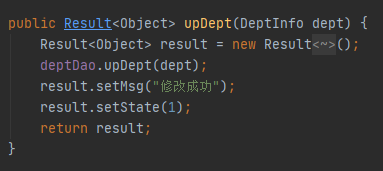 public Result<Object> upDept(DeptInfo dept) {
Result<Object> result = new Result<~>();
deptDao.upDept(dept);
result.setMsg("修改成功");
result.setState(1);
return result;
}